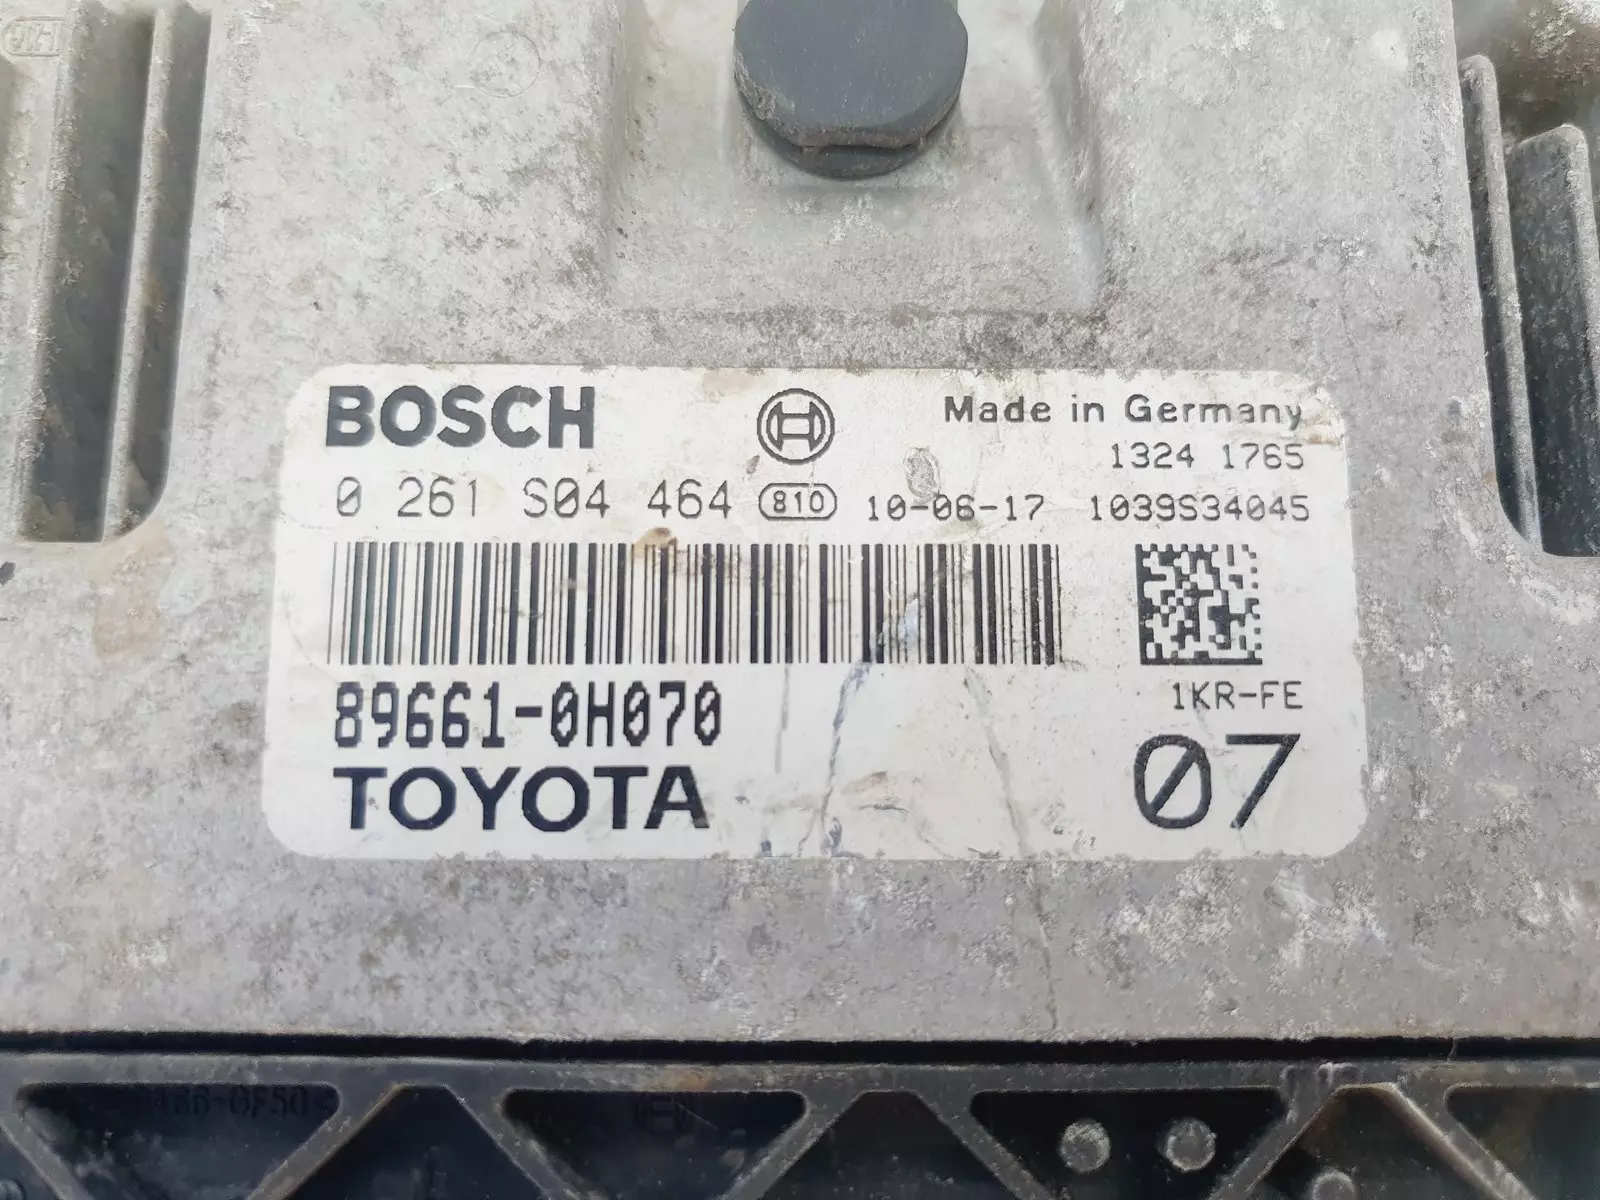 BOSCH
Made in Germany
1324 1765
0 261 S04 464 810 10-06-17 1039S34045
89661-0H070
1KR-FE
TOYOTA
07